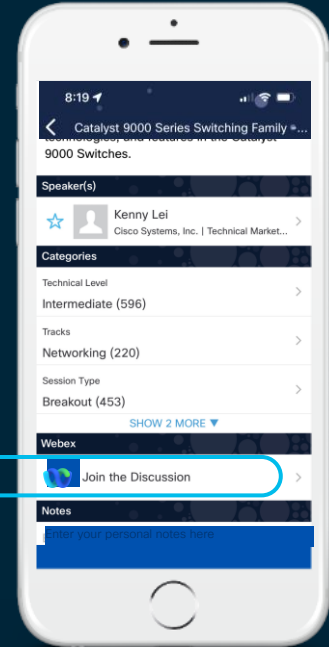 8:19
Catalyst 9000 Series Switching Family -...
technologies, and features in the Catalyst
9000 Switches.
Speaker(s)
Kenny Lei
Cisco Systems, Inc. | Technical Market...
Categories
Technical Level
Intermediate (596)
Tracks
Networking (220)
Session Type
Breakout (453)
SHOW 2 MORE ▼
Webex
Join the Discussion
Notes
Enter your personal notes here